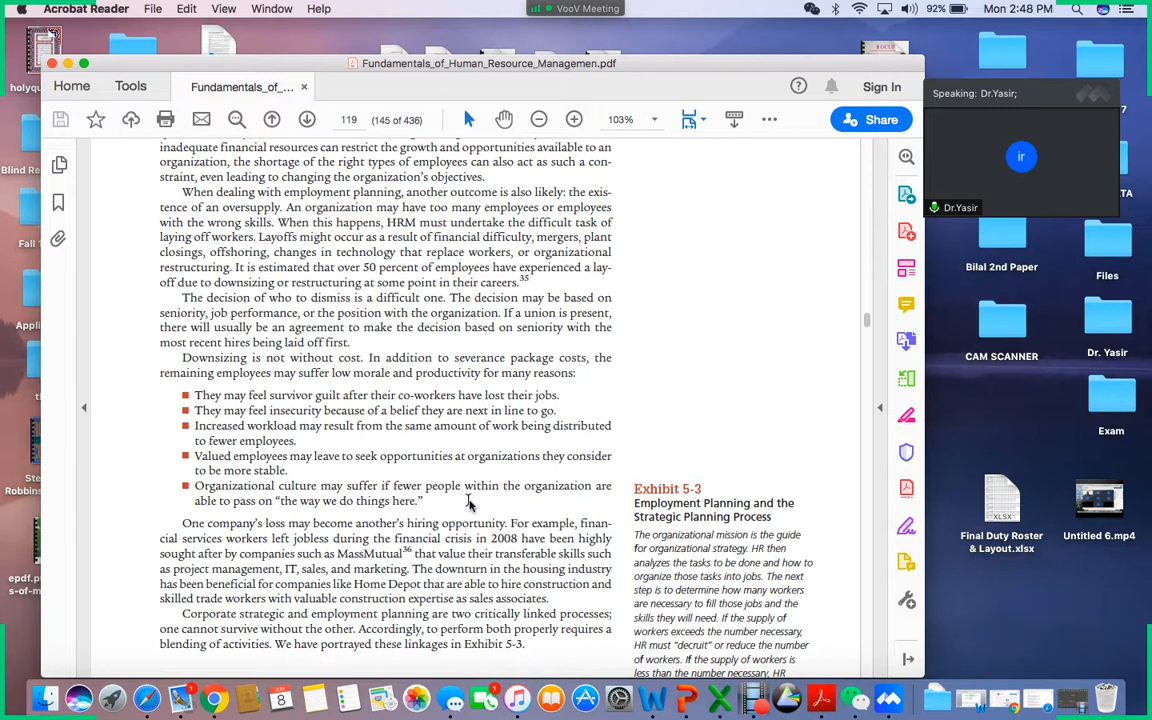 Acrobat Reader File Edit View Window Help
VooV Meeting
92% Mon 2:48 PM
holyqu
Fundamentals_of_Human_Resource_Managemen.pdf
Home Tools Fundamentals_of_... × Sign In
119 (145 of 436) 103% Share
inadequate financial resources can restrict the growth and opportunities available to an
organization, the shortage of the right types of employees can also act as such a con-
straint, even leading to changing the organization's objectives.
When dealing with employment planning, another outcome is also likely: the exis-
tence of an oversupply. An organization may have too many employees or employees
with the wrong skills. When this happens, HRM must undertake the difficult task of
laying off workers. Layoffs might occur as a result of financial difficulty, mergers, plant
closings, offshoring, changes in technology that replace workers, or organizational
restructuring. It is estimated that over 50 percent of employees have experienced a lay-
off due to downsizing or restructuring at some point in their careers.35
The decision of who to dismiss is a difficult one. The decision may be based on
seniority, job performance, or the position with the organization. If a union is present,
there will usually be an agreement to make the decision based on seniority with the
most recent hires being laid off first.
Downsizing is not without cost. In addition to severance package costs, the
remaining employees may suffer low morale and productivity for many reasons:
They may feel survivor guilt after their co-workers have lost their jobs.
They may feel insecurity because of a belief they are next in line to go.
Increased workload may result from the same amount of work being distributed
to fewer employees.
Valued employees may leave to seek opportunities at organizations they consider
to be more stable.
Organizational culture may suffer if fewer people within the organization are
able to pass on "the way we do things here."
One company's loss may become another's hiring opportunity. For example, finan-
cial services workers left jobless during the financial crisis in 2008 have been highly
sought after by companies such as MassMutual36 that value their transferable skills such
as project management, IT, sales, and marketing. The downturn in the housing industry
has been beneficial for companies like Home Depot that are able to hire construction and
skilled trade workers with valuable construction expertise as sales associates.
Corporate strategic and employment planning are two critically linked processes;
one cannot survive without the other. Accordingly, to perform both properly requires a
blending of activities. We have portrayed these linkages in Exhibit 5-3.
Exhibit 5-3
Employment Planning and the
Strategic Planning Process
The organizational mission is the guide
for organizational strategy. HR then
analyzes the tasks to be done and how to
organize those tasks into jobs. The next
step is to determine how many workers
are necessary to fill those jobs and the
skills they will need. If the supply of
workers exceeds the number necessary,
HR must "decruit" or reduce the number
of workers. If the supply of workers is
less than the number necessary, HR
Speaking: Dr.Yasir;
ir
Dr.Yasir
Blind Re
Fall 1
Appli
Ste
Robbins
epdf.p
s-of-m
7
TA
Bilal 2nd Paper
Files
CAM SCANNER
Dr. Yasir
Exam
XLSX
Final Duty Roster
& Layout.xlsx
Untitled 6.mp4
JUN
8
1
1